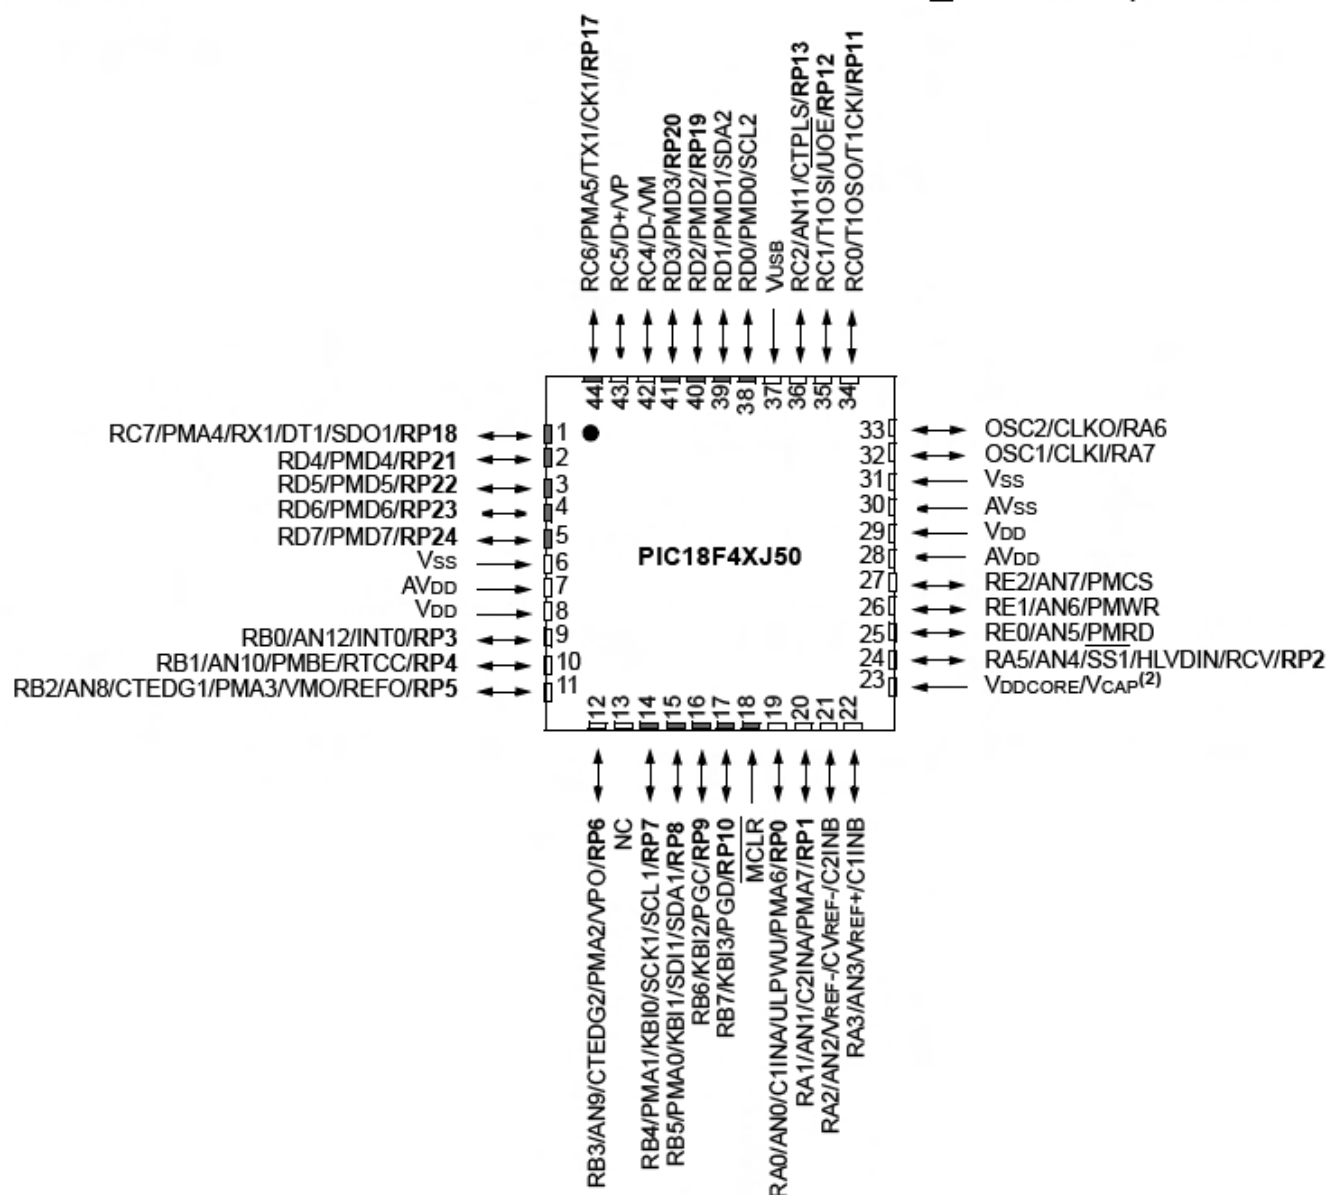 RC6/PMA5/TX1/CK1/RP17
RC5/D+/VP
RC4/D-/VM
RD3/PMD3/RP20
RD2/PMD2/RP19
RD1/PMD1/SDA2
RD0/PMD0/SCL2
VUSB
RC2/AN11/CTPLS/RP13
RC1/T1OSI/UOE/RP12
RC0/T1OSO/T1CKI/RP11
44 43 42 41 40 39 38 37 36 35 34
RC7/PMA4/RX1/DT1/SDO1/RP18 1
RD4/PMD4/RP21 2
RD5/PMD5/RP22 3
RD6/PMD6/RP23 4
RD7/PMD7/RP24 5
VSS 6
AVDD 7
VDD 8
RB0/AN12/INT0/RP3 9
RB1/AN10/PMBE/RTCC/RP4 10
RB2/AN8/CTEDG1/PMA3/VMO/REFO/RP5 11
PIC18F4XJ50
33 OSC2/CLKO/RA6
32 OSC1/CLKI/RA7
31 VSS
30 AVSS
29 VDD
28 AVDD
27 RE2/AN7/PMCS
26 RE1/AN6/PMWR
25 RE0/AN5/PMRD
24 RA5/AN4/SS1/HLVDIN/RCV/RP2
23 VDDCORE/VCAP(2)
12 13 14 15 16 17 18 19 20 21 22
RB3/AN9/CTEDG2/PMA2/VPO/RP6
NC
RB4/PMA1/KBI0/SCK1/SCL1/RP7
RB5/PMA0/KBI1/SDI1/SDA1/RP8
RB6/KBI2/PGC/RP9
RB7/KBI3/PGD/RP10
MCLR
RA0/AN0/C1INA/ULPWU/PMA6/RP0
RA1/AN1/C2INA/PMA7/RP1
RA2/AN2/VREF-/CVREF-/C2INB
RA3/AN3/VREF+/C1INB